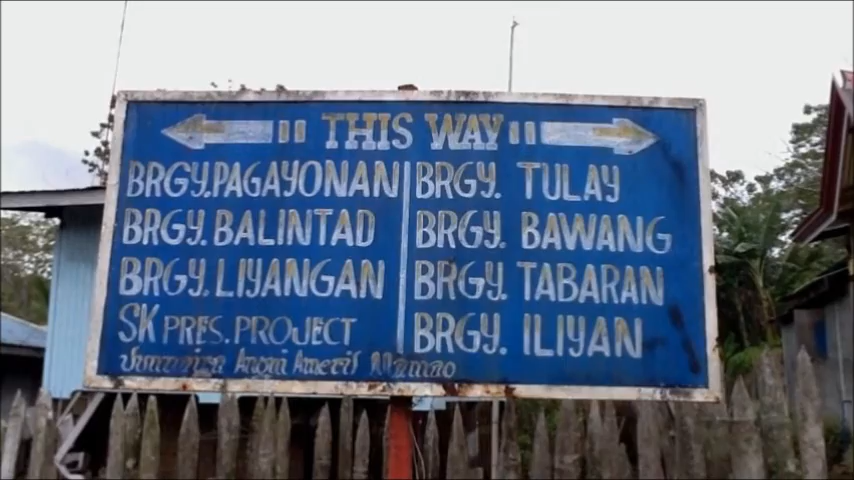 THIS WAY
BRGY. PAGAYONAN
BRGY. BALINTAD
BRGY. LIYANGAN
SK PRES. PROJECT
BRGY. TULAY
BRGY. BAWANG
BRGY. TABARAN
BRGY. ILIYAN